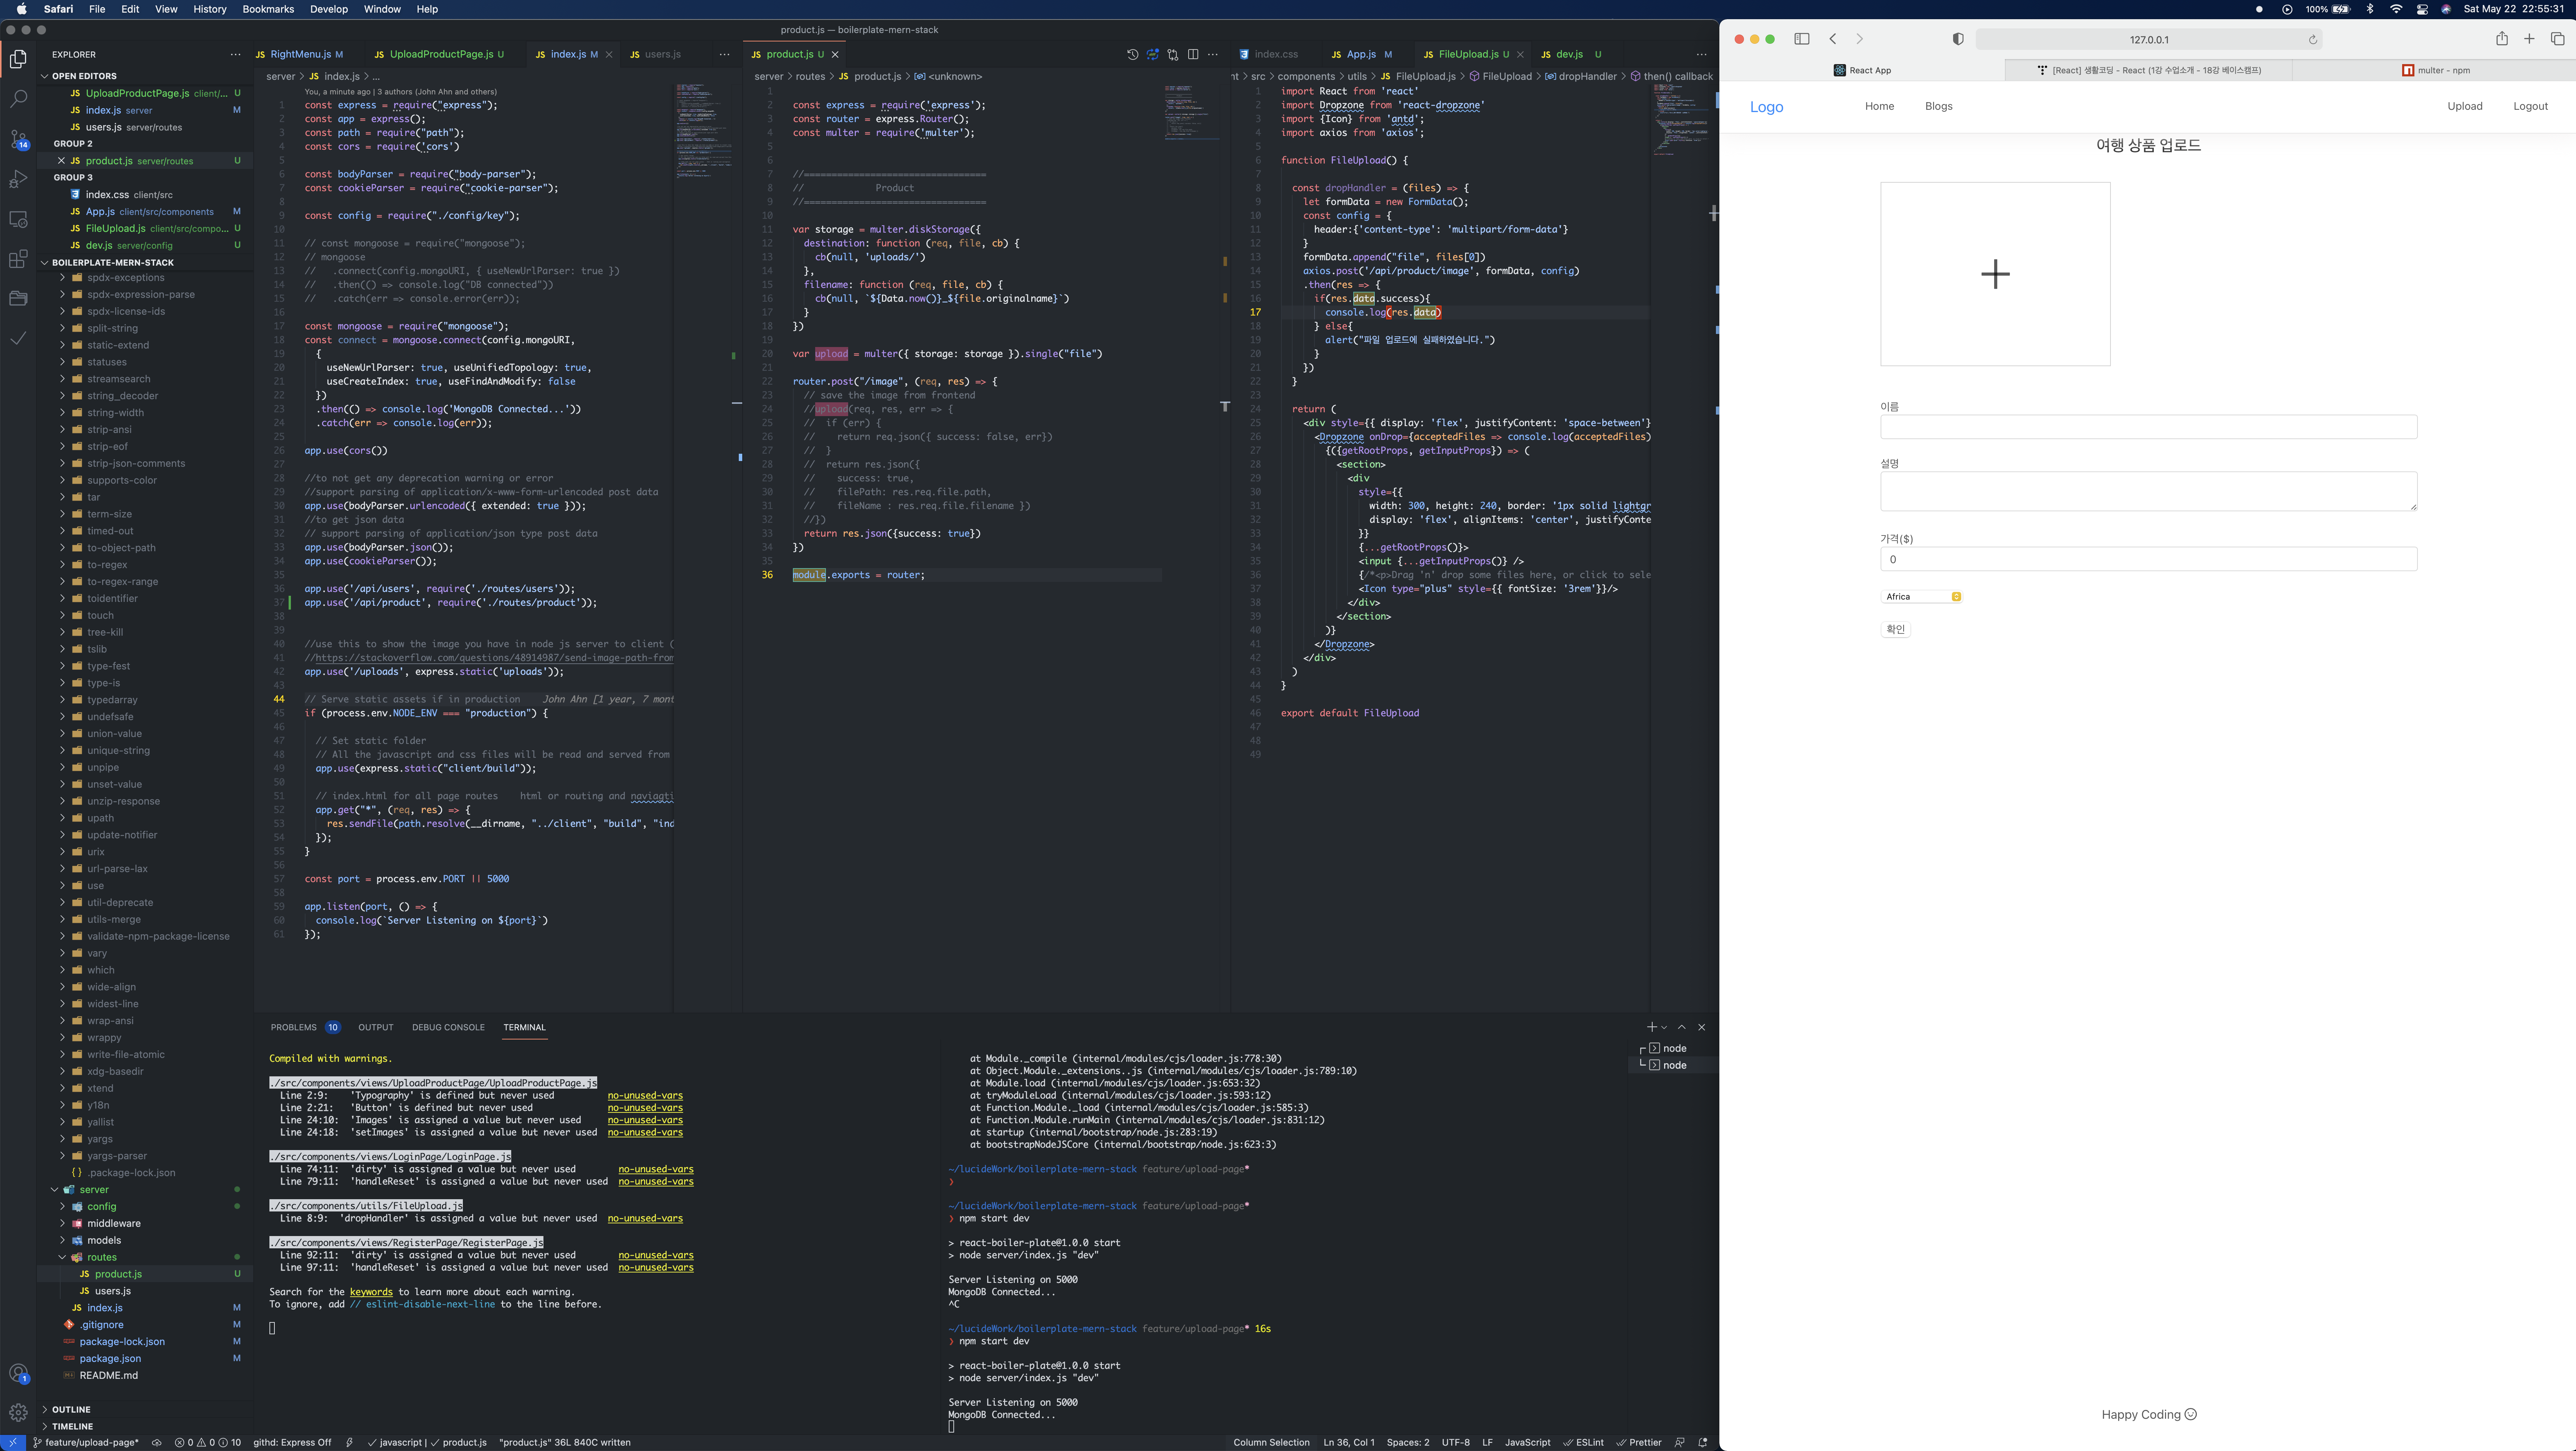 Safari File Edit View History Bookmarks Develop Window Help
100% Sat May 22 22:55:31
product.js — boilerplate-mern-stack
EXPLORER
OPEN EDITORS
UploadProductPage.js client/... U
index.js server M
users.js server/routes
GROUP 2
product.js server/routes U
GROUP 3
index.css client/src
App.js client/src/components M
FileUpload.js client/src/compo... U
dev.js server/config U
BOILERPLATE-MERN-STACK
spdx-exceptions
spdx-expression-parse
spdx-license-ids
split-string
static-extend
statuses
streamsearch
string_decoder
string-width
strip-ansi
strip-eof
strip-json-comments
supports-color
tar
term-size
timed-out
to-object-path
to-regex
to-regex-range
toidentifier
touch
tree-kill
tslib
type-fest
type-is
typedarray
undefsafe
union-value
unique-string
unpipe
unset-value
unzip-response
upath
update-notifier
urix
url-parse-lax
use
util-deprecate
utils-merge
validate-npm-package-license
vary
which
wide-align
widest-line
wrap-ansi
wrappy
write-file-atomic
xdg-basedir
xtend
y18n
yallist
yargs
yargs-parser
{} .package-lock.json
server
config
middleware
models
routes
JS product.js U
JS users.js
JS index.js M
.gitignore M
package-lock.json M
package.json M
README.md
OUTLINE
TIMELINE
JS RightMenu.js M JS UploadProductPage.js U JS index.js M JS users.js
server > JS index.js > ...
You, a minute ago | 3 authors (John Ahn and others)
1 const express = require("express");
2 const app = express();
3 const path = require("path");
4 const cors = require('cors')
5
6 const bodyParser = require("body-parser");
7 const cookieParser = require("cookie-parser");
8
9 const config = require("./config/key");
10
11 // const mongoose = require("mongoose");
12 // mongoose
13 //   .connect(config.mongoURI, { useNewUrlParser: true })
14 //   .then(() => console.log("DB connected"))
15 //   .catch(err => console.error(err));
16
17 const mongoose = require("mongoose");
18 const connect = mongoose.connect(config.mongoURI,
19   {
20     useNewUrlParser: true, useUnifiedTopology: true,
21     useCreateIndex: true, useFindAndModify: false
22   })
23   .then(() => console.log('MongoDB Connected...'))
24   .catch(err => console.log(err));
25
26 app.use(cors())
27
28 //to not get any deprecation warning or error
29 //support parsing of application/x-www-form-urlencoded post data
30 app.use(bodyParser.urlencoded({ extended: true }));
31 //to get json data
32 // support parsing of application/json type post data
33 app.use(bodyParser.json());
34 app.use(cookieParser());
35
36 app.use('/api/users', require('./routes/users'));
37 app.use('/api/product', require('./routes/product'));
38
39
40 //use this to show the image you have in node js server to client (
41 //https://stackoverflow.com/questions/48914987/send-image-path-from
42 app.use('/uploads', express.static('uploads'));
43
44 // Serve static assets if in production    John Ahn [1 year, 7 mont
45 if (process.env.NODE_ENV === "production") {
46
47   // Set static folder
48   // All the javascript and css files will be read and served from
49   app.use(express.static("client/build"));
50
51   // index.html for all page routes    html or routing and naviagti
52   app.get("*", (req, res) => {
53     res.sendFile(path.resolve(__dirname, "../client", "build", "ind
54   });
55 }
56
57 const port = process.env.PORT || 5000
58
59 app.listen(port, () => {
60   console.log(`Server Listening on ${port}`)
61 });
JS product.js U
server > routes > JS product.js > <unknown>
1
2 const express = require('express');
3 const router = express.Router();
4 const multer = require('multer');
5
6
7 //=================================
8 //             Product
9 //=================================
10
11 var storage = multer.diskStorage({
12   destination: function (req, file, cb) {
13     cb(null, 'uploads/')
14   },
15   filename: function (req, file, cb) {
16     cb(null, `${Data.now()}_${file.originalname}`)
17   }
18 })
19
20 var upload = multer({ storage: storage }).single("file")
21
22 router.post("/image", (req, res) => {
23   // save the image from frontend
24   //upload(req, res, err => {
25   //  if (err) {
26   //    return req.json({ success: false, err})
27   //  }
28   //  return res.json({
29   //    success: true,
30   //    filePath: res.req.file.path,
31   //    fileName : res.req.file.filename })
32   //})
33   return res.json({success: true})
34 })
35
36 module.exports = router;
index.css JS App.js M JS FileUpload.js U JS dev.js U
nt > src > components > utils > JS FileUpload.js > FileUpload > dropHandler > then() callback
1 import React from 'react'
2 import Dropzone from 'react-dropzone'
3 import {Icon} from 'antd';
4 import axios from 'axios';
5
6 function FileUpload() {
7
8   const dropHandler = (files) => {
9     let formData = new FormData();
10     const config = {
11       header:{'content-type': 'multipart/form-data'}
12     }
13     formData.append("file", files[0])
14     axios.post('/api/product/image', formData, config)
15     .then(res => {
16       if(res.data.success){
17         console.log(res.data)
18       } else{
19         alert("파일 업로드에 실패하였습니다.")
20       }
21     })
22   }
23
24   return (
25     <div style={{ display: 'flex', justifyContent: 'space-between'}
26       <Dropzone onDrop={acceptedFiles => console.log(acceptedFiles)
27         {({getRootProps, getInputProps}) => (
28           <section>
29             <div
30               style={{
31                 width: 300, height: 240, border: '1px solid lightgr
32                 display: 'flex', alignItems: 'center', justifyConte
33               }}
34               {...getRootProps()}>
35               <input {...getInputProps()} />
36               {/*<p>Drag 'n' drop some files here, or click to sele
37               <Icon type="plus" style={{ fontSize: '3rem'}}/>
38             </div>
39           </section>
40         )}
41       </Dropzone>
42     </div>
43   )
44 }
45
46 export default FileUpload
47
48
49
PROBLEMS 10 OUTPUT DEBUG CONSOLE TERMINAL
Compiled with warnings.
./src/components/views/UploadProductPage/UploadProductPage.js
Line 2:9: 'Typography' is defined but never used no-unused-vars
Line 2:21: 'Button' is defined but never used no-unused-vars
Line 24:10: 'Images' is assigned a value but never used no-unused-vars
Line 24:18: 'setImages' is assigned a value but never used no-unused-vars
./src/components/views/LoginPage/LoginPage.js
Line 74:11: 'dirty' is assigned a value but never used no-unused-vars
Line 79:11: 'handleReset' is assigned a value but never used no-unused-vars
./src/components/utils/FileUpload.js
Line 8:9: 'dropHandler' is assigned a value but never used no-unused-vars
./src/components/views/RegisterPage/RegisterPage.js
Line 92:11: 'dirty' is assigned a value but never used no-unused-vars
Line 97:11: 'handleReset' is assigned a value but never used no-unused-vars
Search for the keywords to learn more about each warning.
To ignore, add // eslint-disable-next-line to the line before.
at Module._compile (internal/modules/cjs/loader.js:778:30)
at Object.Module._extensions..js (internal/modules/cjs/loader.js:789:10)
at Module.load (internal/modules/cjs/loader.js:653:32)
at tryModuleLoad (internal/modules/cjs/loader.js:593:12)
at Function.Module._load (internal/modules/cjs/loader.js:585:3)
at Function.Module.runMain (internal/modules/cjs/loader.js:831:12)
at startup (internal/bootstrap/node.js:283:19)
at bootstrapNodeJSCore (internal/bootstrap/node.js:623:3)
~/lucideWork/boilerplate-mern-stack feature/upload-page*
❯
~/lucideWork/boilerplate-mern-stack feature/upload-page*
❯ npm start dev
> react-boiler-plate@1.0.0 start
> node server/index.js "dev"
Server Listening on 5000
MongoDB Connected...
^C
~/lucideWork/boilerplate-mern-stack feature/upload-page* 16s
❯ npm start dev
> react-boiler-plate@1.0.0 start
> node server/index.js "dev"
Server Listening on 5000
MongoDB Connected...
node
node
14
1
feature/upload-page* 0 0 10 githd: Express Off javascript | product.js "product.js" 36L 840C written
Column Selection Ln 36, Col 1 Spaces: 2 UTF-8 LF JavaScript ESLint Prettier
127.0.0.1
React App
[React] 생활코딩 - React (1강 수업소개 - 18강 베이스캠프)
multer - npm
Logo Home Blogs Upload Logout
여행 상품 업로드
이름
설명
가격($)
0
Africa
확인
Happy Coding